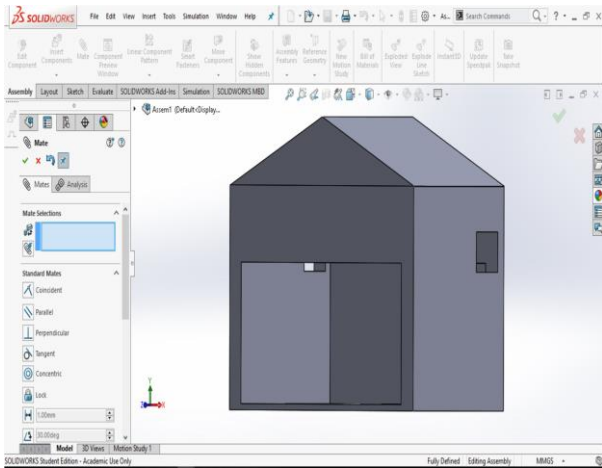 SOLIDWORKS File Edit View Insert Tools Simulation Window Help As... Search Commands
Edit Component
Insert Components
Mate
Component Preview Window
Linear Component Pattern
Smart Fasteners
Move Component
Show Hidden Components
Assembly Features
Reference Geometry
New Motion Study
Bill of Materials
Exploded View
Explode Line Sketch
Instant3D
Update Speedpak
Take Snapshot
Assembly Layout Sketch Evaluate SOLIDWORKS Add-Ins Simulation SOLIDWORKS MBD
Assem1 (Default<Display...
Mate
Mates Analysis
Mate Selections
Standard Mates
Coincident
Parallel
Perpendicular
Tangent
Concentric
Lock
1.00mm
30.00deg
Y
X
Model 3D Views Motion Study 1
SOLIDWORKS Student Edition - Academic Use Only Fully Defined Editing Assembly MMGS